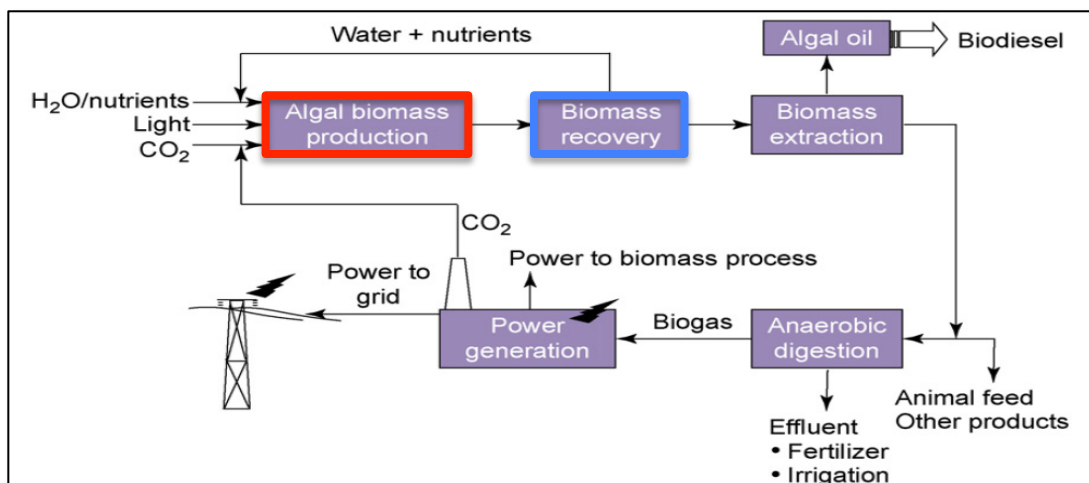 Water + nutrients
Algal oil
Biodiesel
H₂O/nutrients
Light
CO₂
Algal biomass
production
Biomass
recovery
Biomass
extraction
CO₂
Power to
grid
Power to biomass process
Power
generation
Biogas
Anaerobic
digestion
Animal feed
Other products
Effluent
• Fertilizer
• Irrigation